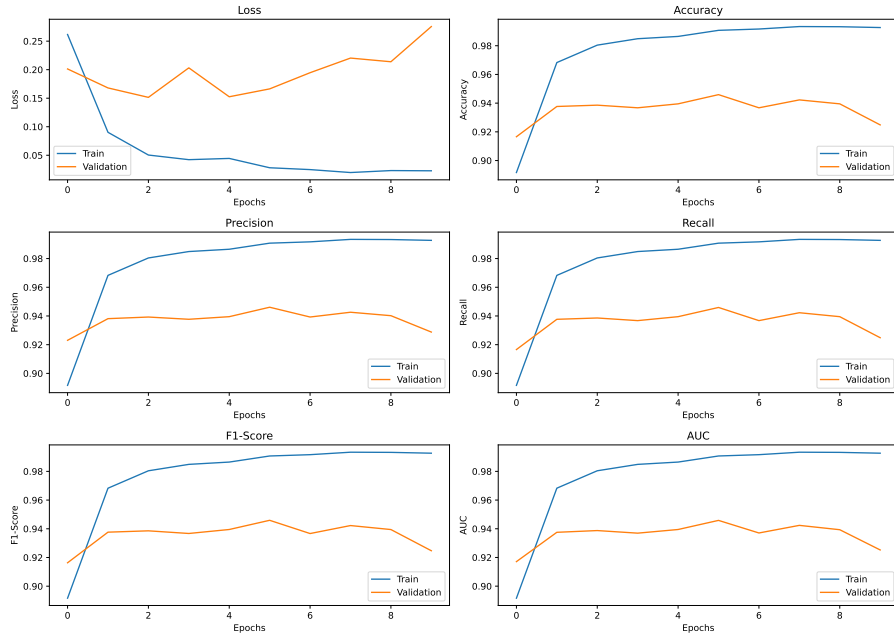 Loss
0.25
0.20
0.15
0.10
0.05
Loss
Train
Validation
0 2 4 6 8
Epochs
Accuracy
0.98
0.96
0.94
0.92
0.90
Accuracy
Train
Validation
0 2 4 6 8
Epochs
Precision
0.98
0.96
0.94
0.92
0.90
Precision
Train
Validation
0 2 4 6 8
Epochs
Recall
0.98
0.96
0.94
0.92
0.90
Recall
Train
Validation
0 2 4 6 8
Epochs
F1-Score
0.98
0.96
0.94
0.92
0.90
F1-Score
Train
Validation
0 2 4 6 8
Epochs
AUC
0.98
0.96
0.94
0.92
0.90
AUC
Train
Validation
0 2 4 6 8
Epochs